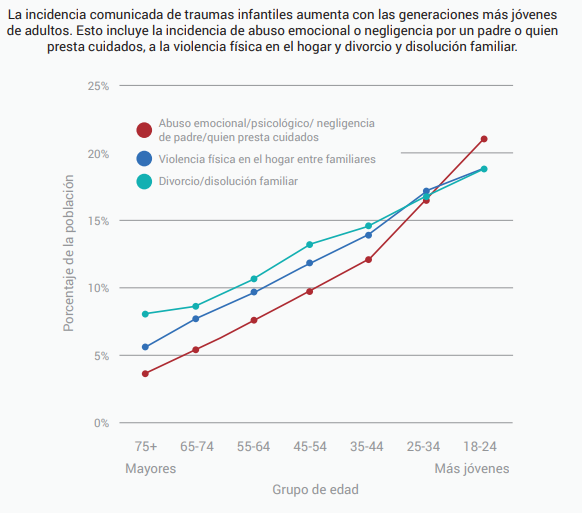 La incidencia comunicada de traumas infantiles aumenta con las generaciones más jóvenes
de adultos. Esto incluye la incidencia de abuso emocional o negligencia por un padre o quien
presta cuidados, a la violencia física en el hogar y divorcio y disolución familiar.
25%
Abuso emocional/psicológico/ negligencia
de padre/quien presta cuidados
20%
Violencia física en el hogar entre familiares
Divorcio/disolución familiar
15%
Porcentaje de la población
10%
5%
0%
75+ 65-74 55-64 45-54 35-44 25-34 18-24
Mayores Más jóvenes
Grupo de edad